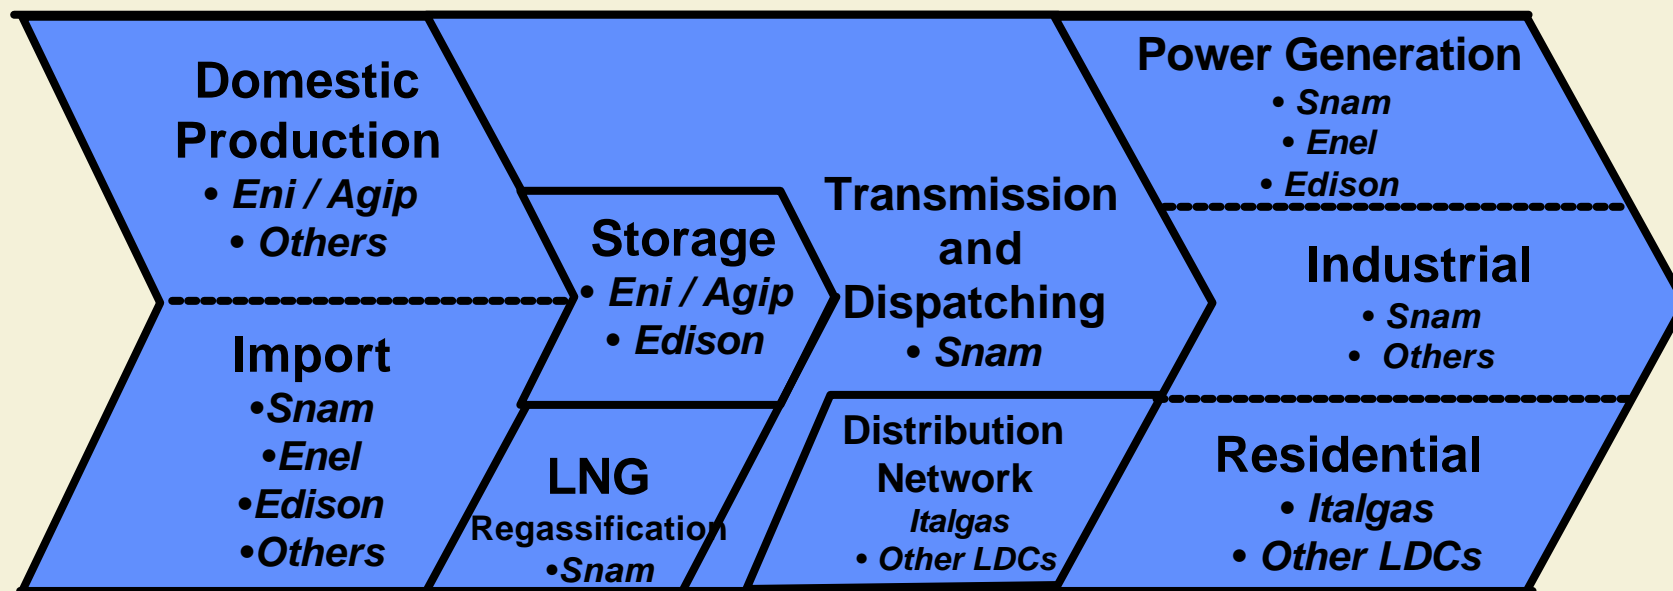 Domestic
Production
• Eni / Agip
• Others
Import
•Snam
•Enel
•Edison
•Others
Storage
• Eni / Agip
• Edison
LNG
Regassification
•Snam
Transmission
and
Dispatching
• Snam
Distribution
Network
Italgas
• Other LDCs
Power Generation
• Snam
• Enel
• Edison
Industrial
• Snam
• Others
Residential
• Italgas
• Other LDCs